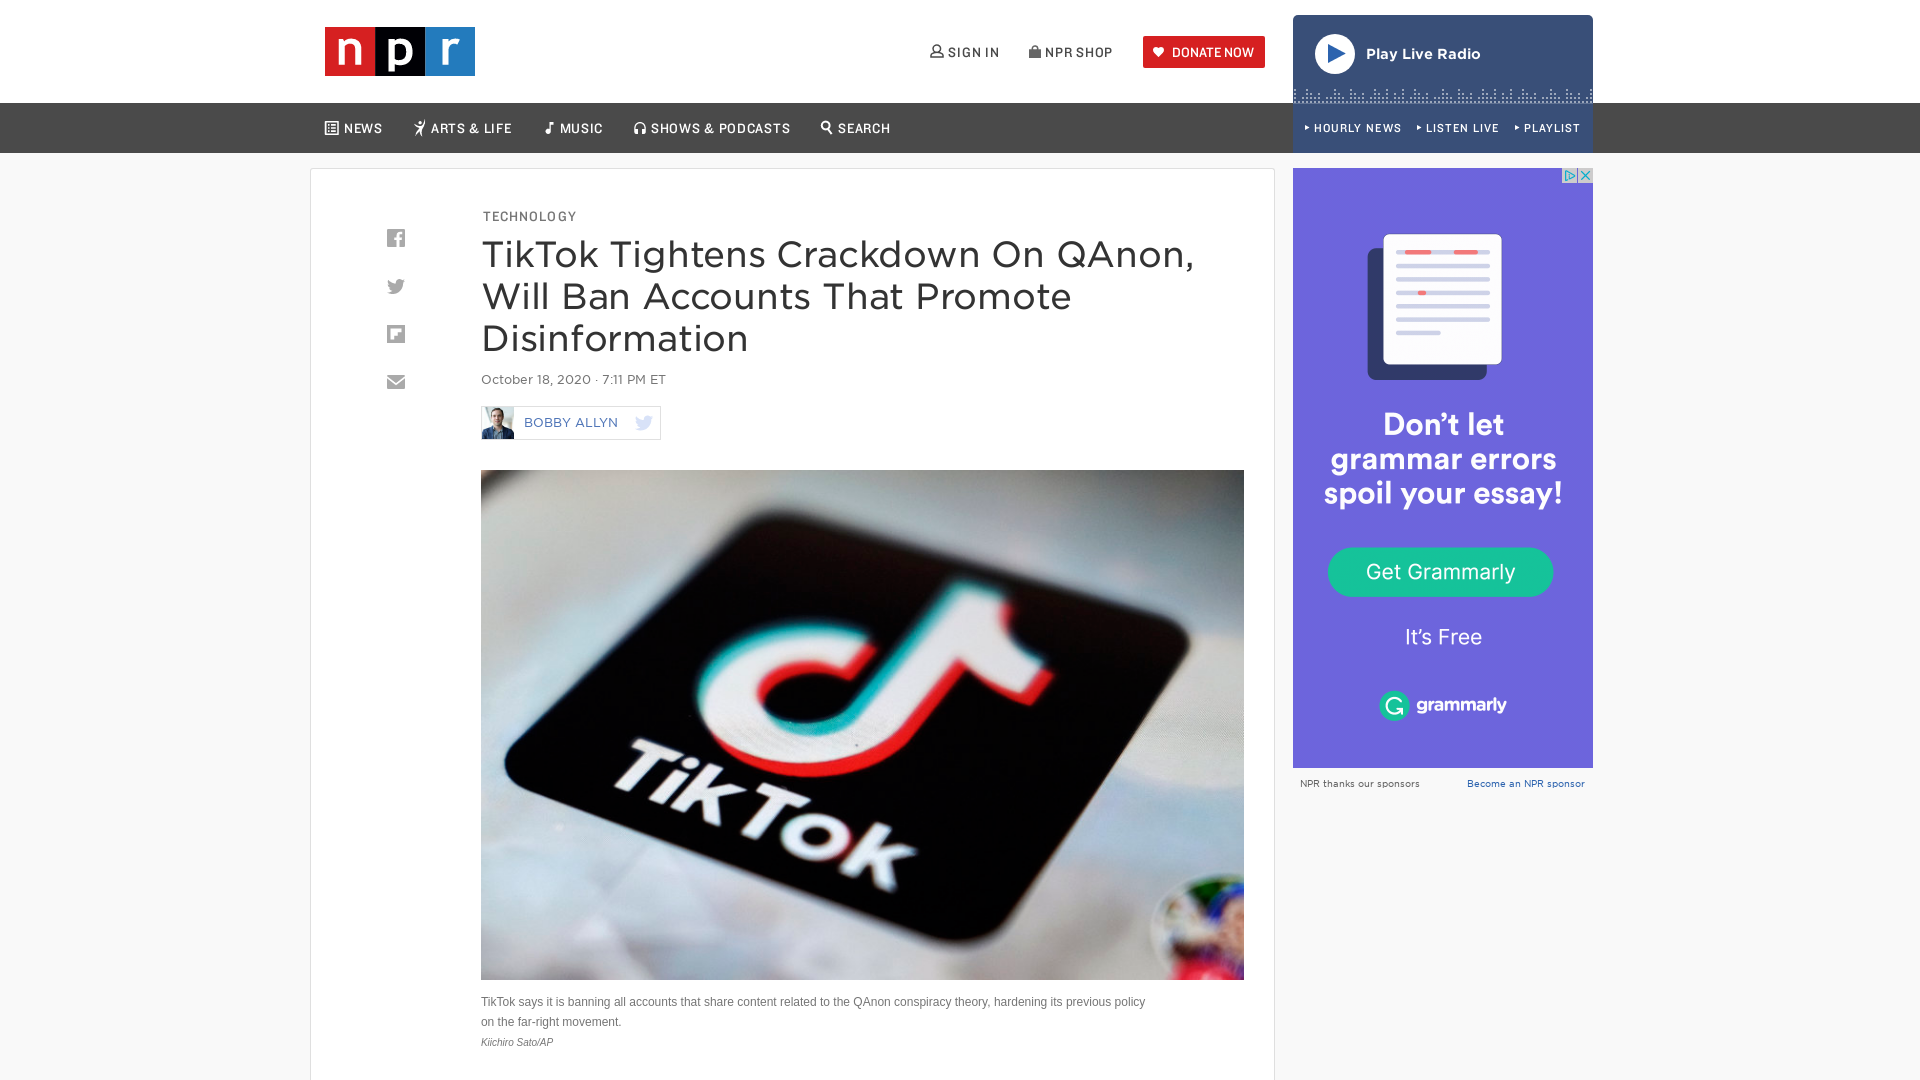 npr
SIGN IN
NPR SHOP
DONATE NOW
Play Live Radio
NEWS
ARTS & LIFE
MUSIC
SHOWS & PODCASTS
SEARCH
HOURLY NEWS
LISTEN LIVE
PLAYLIST
TECHNOLOGY
TikTok Tightens Crackdown On QAnon,
Will Ban Accounts That Promote
Disinformation
October 18, 2020 · 7:11 PM ET
BOBBY ALLYN
TikTok
TikTok says it is banning all accounts that share content related to the QAnon conspiracy theory, hardening its previous policy
on the far-right movement.
Kiichiro Sato/AP
Don't let
grammar errors
spoil your essay!
Get Grammarly
It's Free
grammarly
NPR thanks our sponsors
Become an NPR sponsor